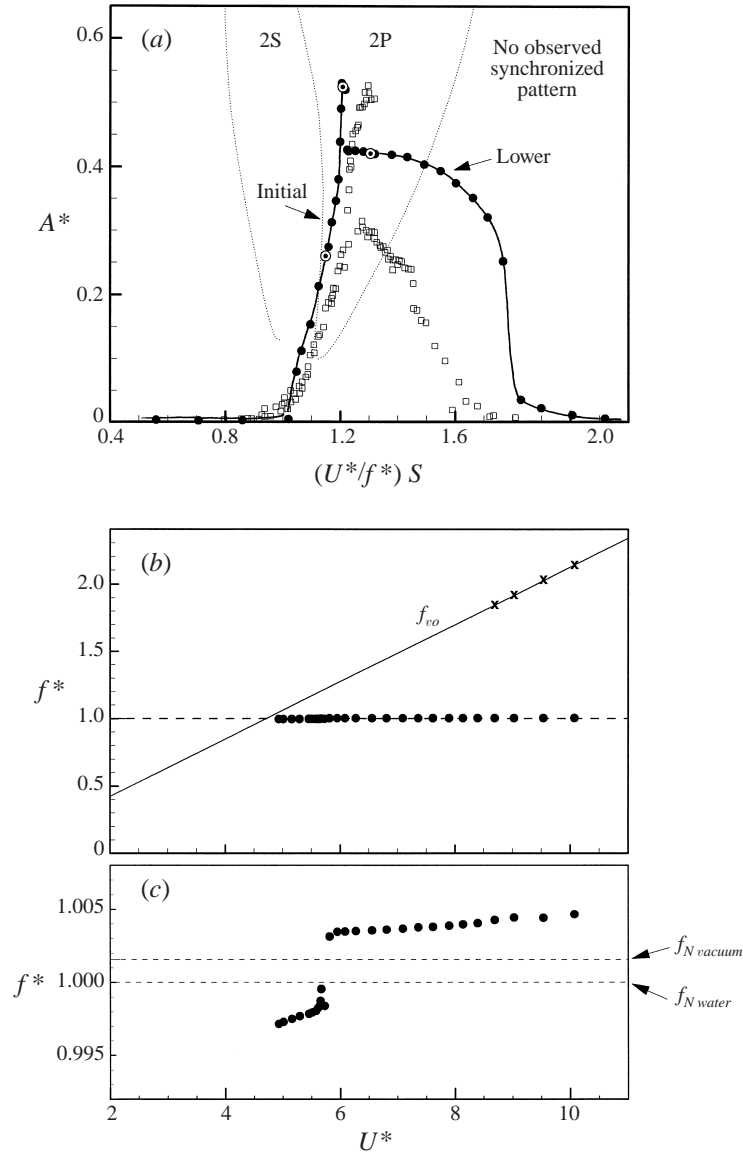 (a)
2S
2P
No observed
synchronized
pattern
0.6
0.4
0.2
0
A*
Initial
Lower
0.4 0.8 1.2 1.6 2.0
(U*/f*) S
(b)
2.0
1.5
1.0
0.5
0
f*
f_vo
x x x x
(c)
1.005
1.000
0.995
f*
f_N vacuum
f_N water
2 4 6 8 10
U*